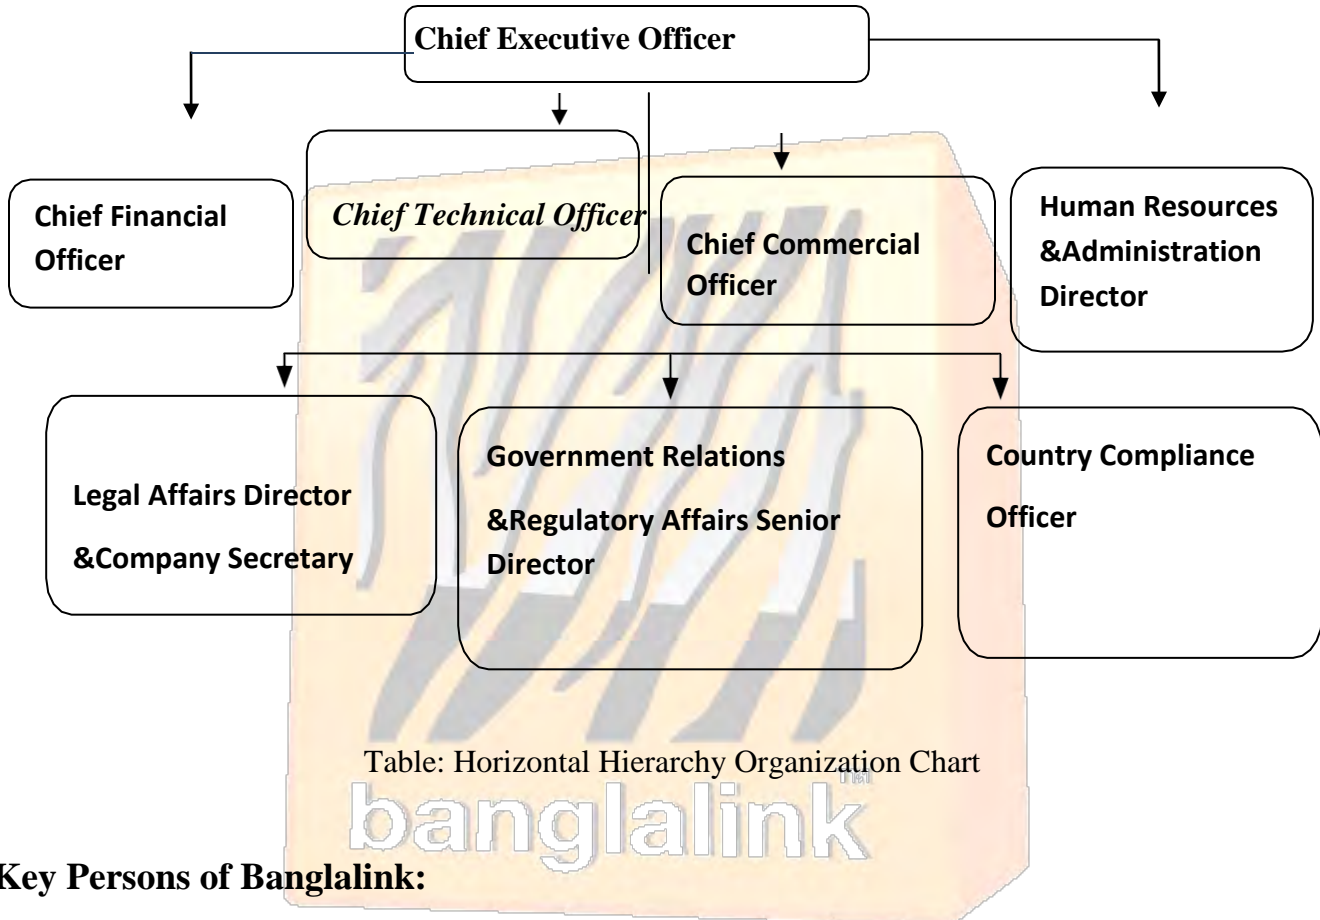 Chief Executive Officer
Chief Financial
Officer
Chief Technical Officer
Chief Commercial
Officer
Human Resources
&Administration
Director
Legal Affairs Director
&Company Secretary
Government Relations
&Regulatory Affairs Senior
Director
Country Compliance
Officer
Table: Horizontal Hierarchy Organization Chart
banglalink
Key Persons of Banglalink: